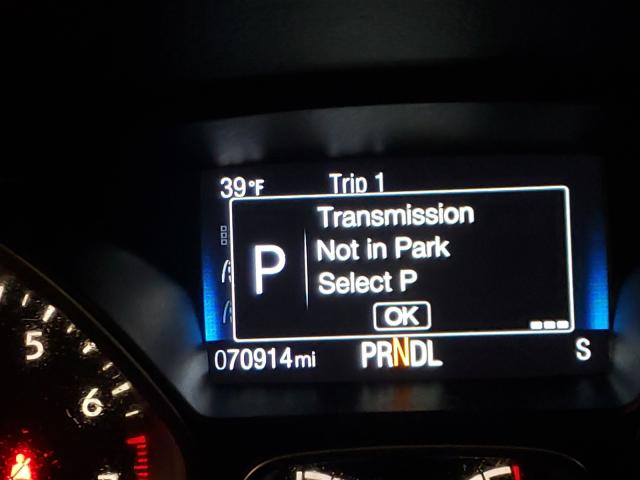 39°F Trip 1
Transmission
Not in Park
P
Select P
OK
070914mi PRNDL S
5
6